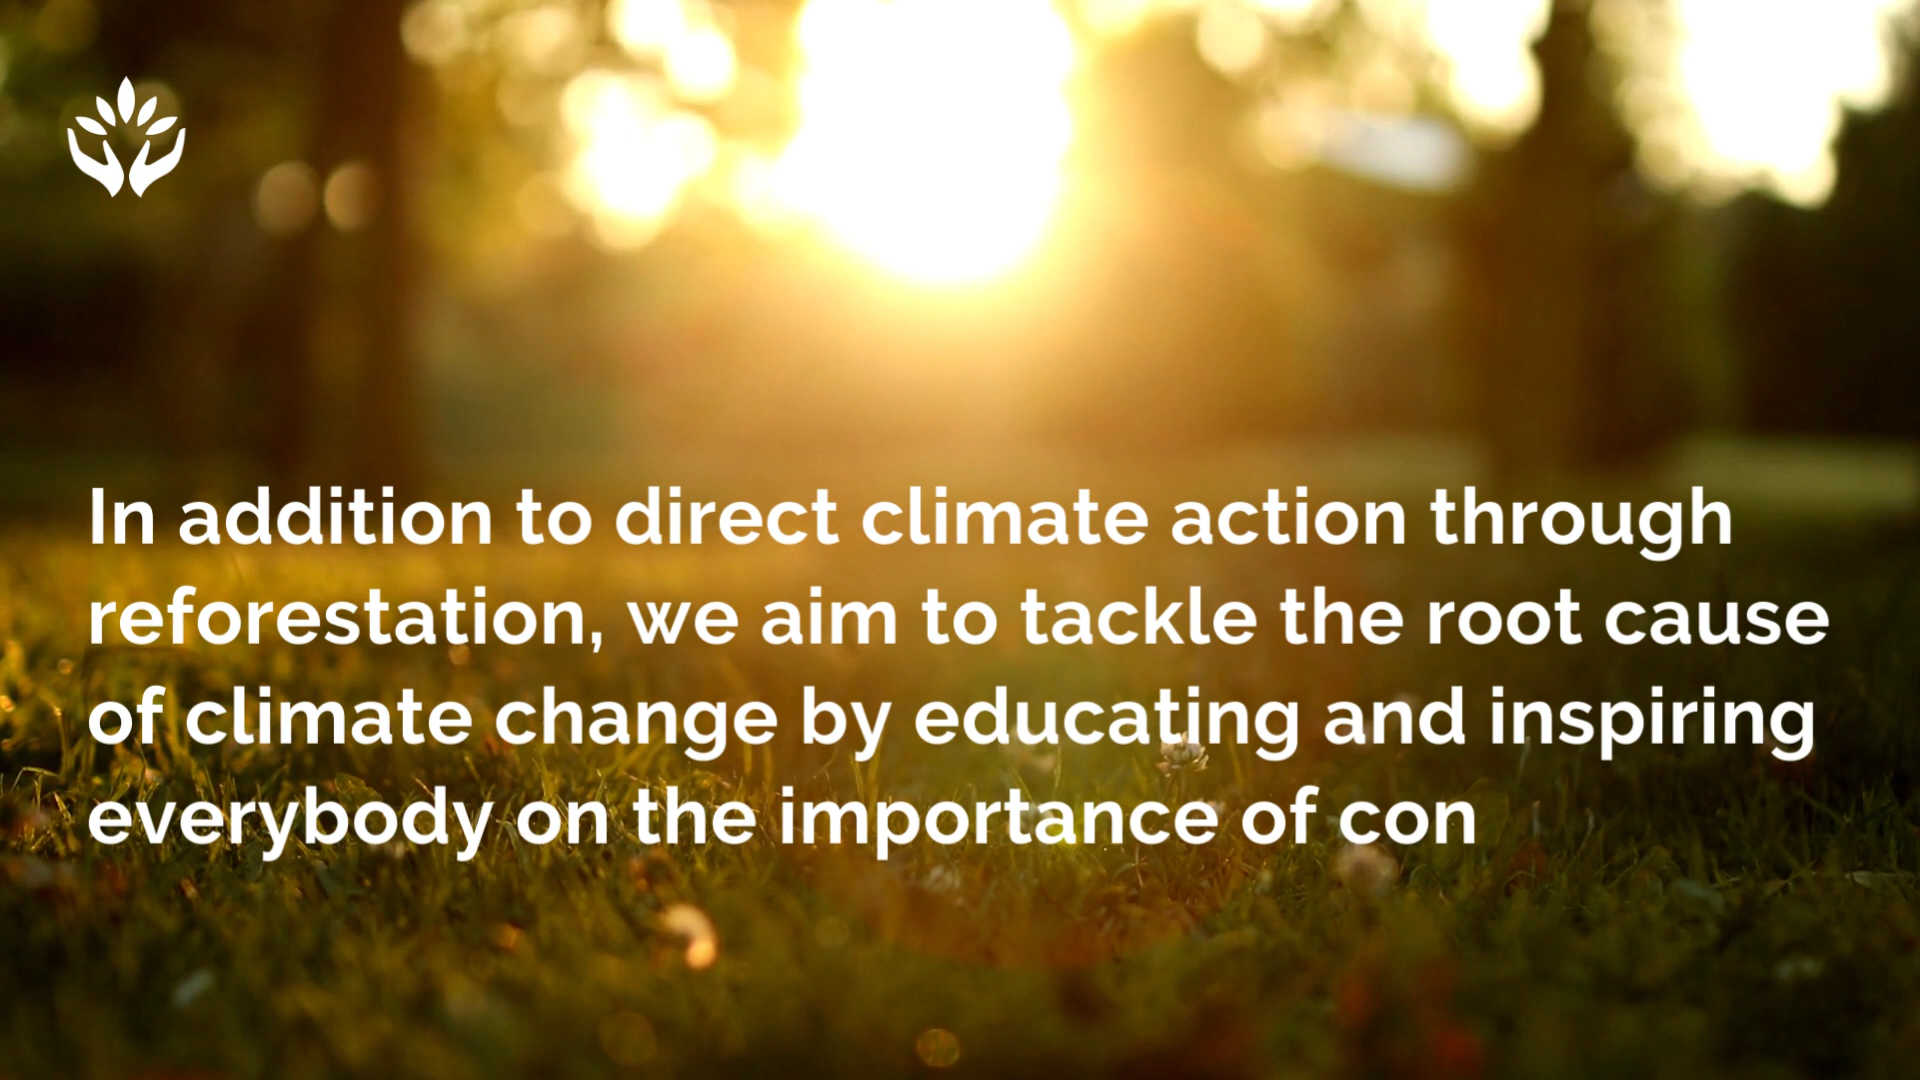 In addition to direct climate action through
reforestation, we aim to tackle the root cause
of climate change by educating and inspiring
everybody on the importance of con